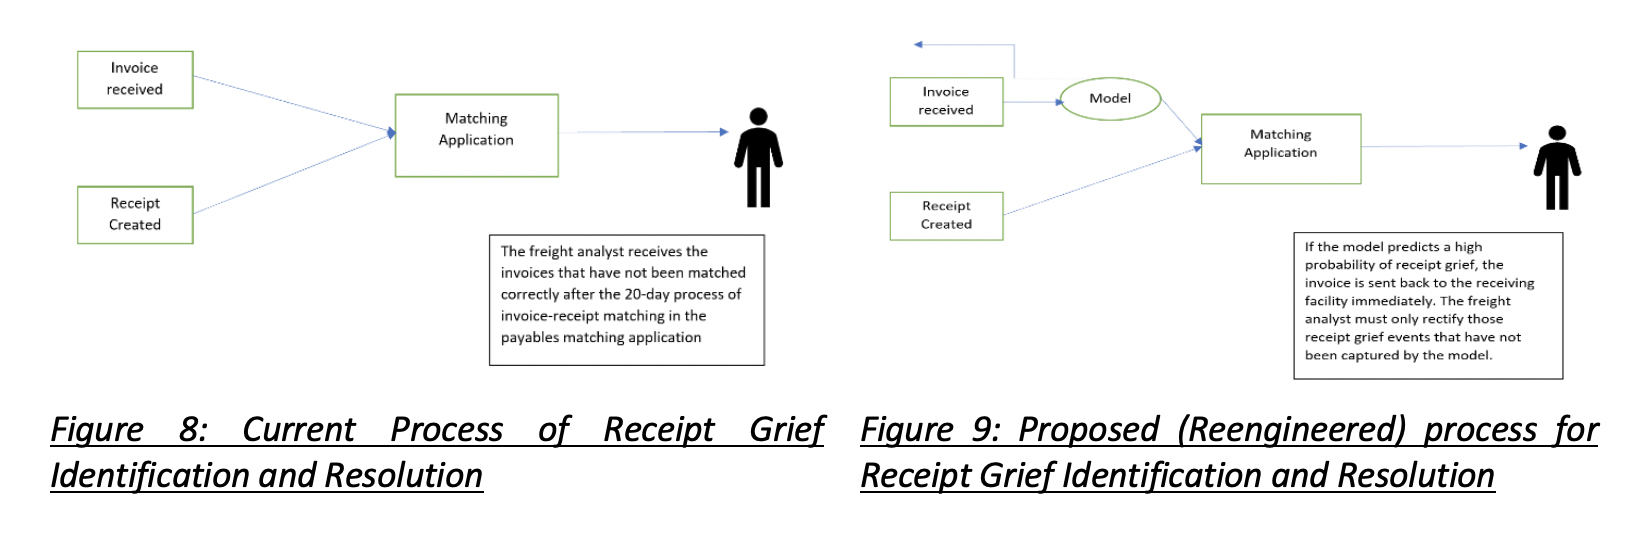 Invoice
received
Receipt
Created
Matching
Application
The freight analyst receives the
invoices that have not been matched
correctly after the 20-day process of
invoice-receipt matching in the
payables matching application
Figure 8: Current Process of Receipt Grief
Identification and Resolution
Invoice
received
Model
Receipt
Created
Matching
Application
If the model predicts a high
probability of receipt grief, the
invoice is sent back to the receiving
facility immediately. The freight
analyst must only rectify those
receipt grief events that have not
been captured by the model.
Figure 9: Proposed (Reengineered) process for
Receipt Grief Identification and Resolution